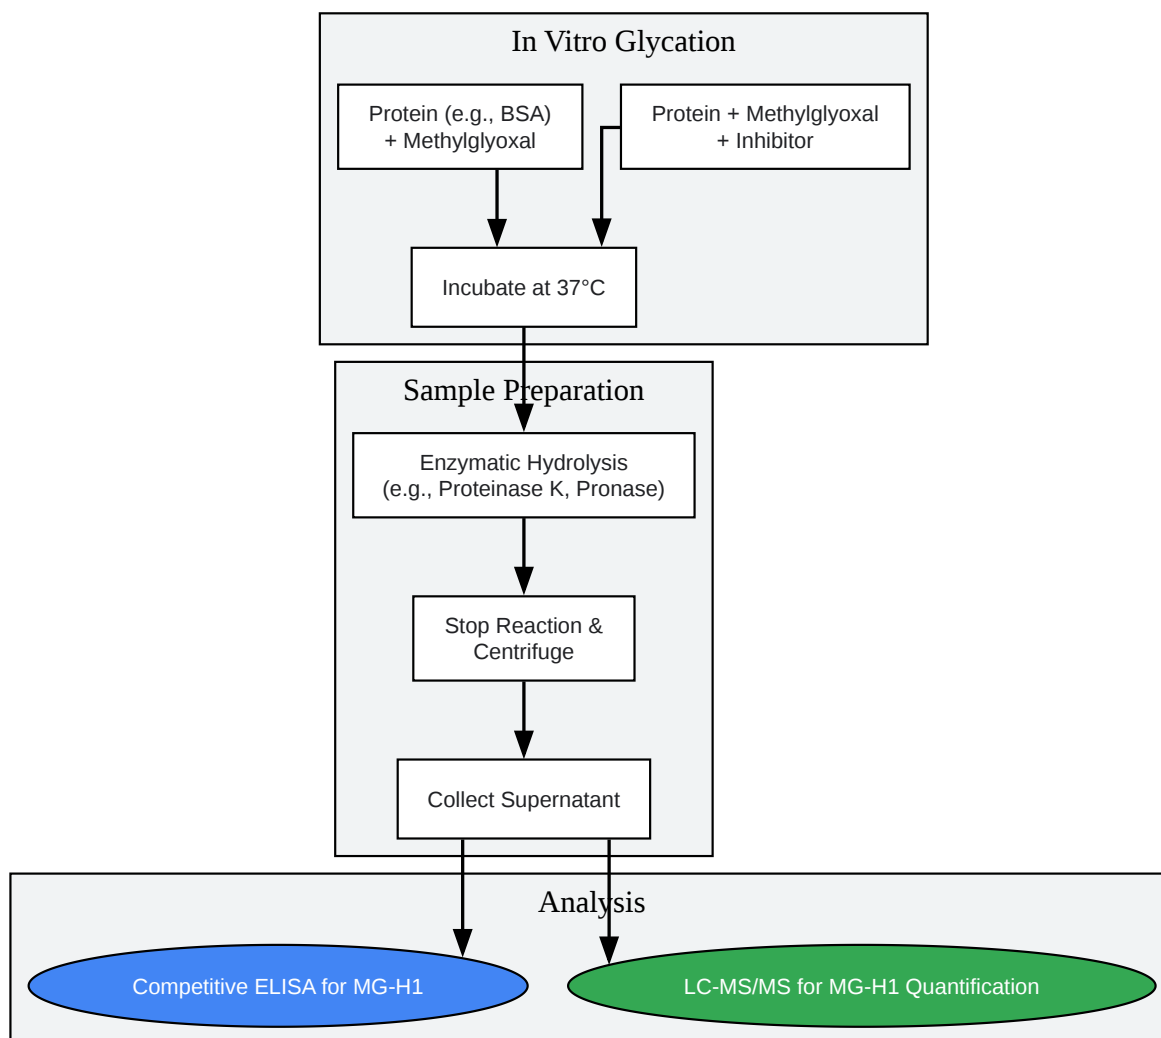 In Vitro Glycation
Protein (e.g., BSA)
+ Methylglyoxal
Protein + Methylglyoxal
+ Inhibitor
Incubate at 37°C
Sample Preparation
Enzymatic Hydrolysis
(e.g., Proteinase K, Pronase)
Stop Reaction &
Centrifuge
Collect Supernatant
Analysis
Competitive ELISA for MG-H1
LC-MS/MS for MG-H1 Quantification